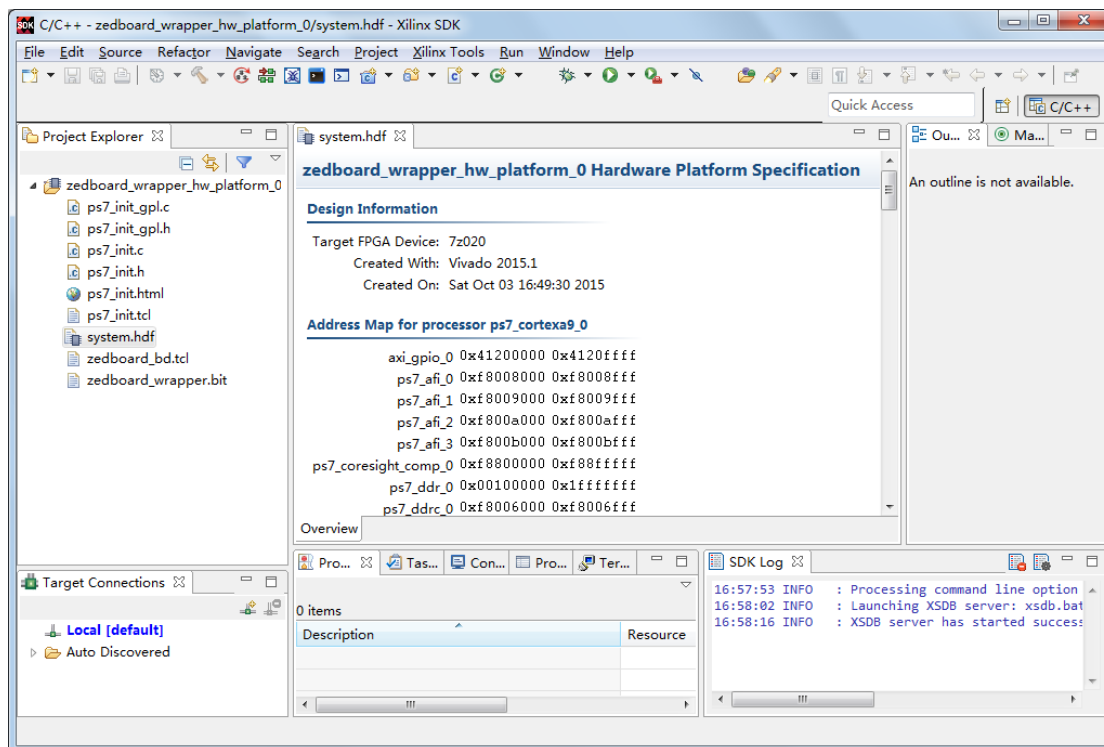 C/C++ - zedboard_wrapper_hw_platform_0/system.hdf - Xilinx SDK
File Edit Source Refactor Navigate Search Project Xilinx Tools Run Window Help
Quick Access
C/C++
Project Explorer
zedboard_wrapper_hw_platform_0
ps7_init_gpl.c
ps7_init_gpl.h
ps7_init.c
ps7_init.h
ps7_init.html
ps7_init.tcl
system.hdf
zedboard_bd.tcl
zedboard_wrapper.bit
system.hdf
zedboard_wrapper_hw_platform_0 Hardware Platform Specification
Design Information
Target FPGA Device: 7z020
Created With: Vivado 2015.1
Created On: Sat Oct 03 16:49:30 2015
Address Map for processor ps7_cortexa9_0
axi_gpio_0 0x41200000 0x4120ffff
ps7_afi_0 0xf8008000 0xf8008fff
ps7_afi_1 0xf8009000 0xf8009fff
ps7_afi_2 0xf800a000 0xf800afff
ps7_afi_3 0xf800b000 0xf800bfff
ps7_coresight_comp_0 0xf8800000 0xf88fffff
ps7_ddr_0 0x00100000 0x1fffffff
ps7_ddrc_0 0xf8006000 0xf8006fff
Overview
Ou... Ma...
An outline is not available.
Target Connections
Local [default]
Auto Discovered
Pro... Tas... Con... Pro... Ter...
0 items
Description Resource
SDK Log
16:57:53 INFO : Processing command line option
16:58:02 INFO : Launching XSDB server: xsdb.bat
16:58:16 INFO : XSDB server has started success